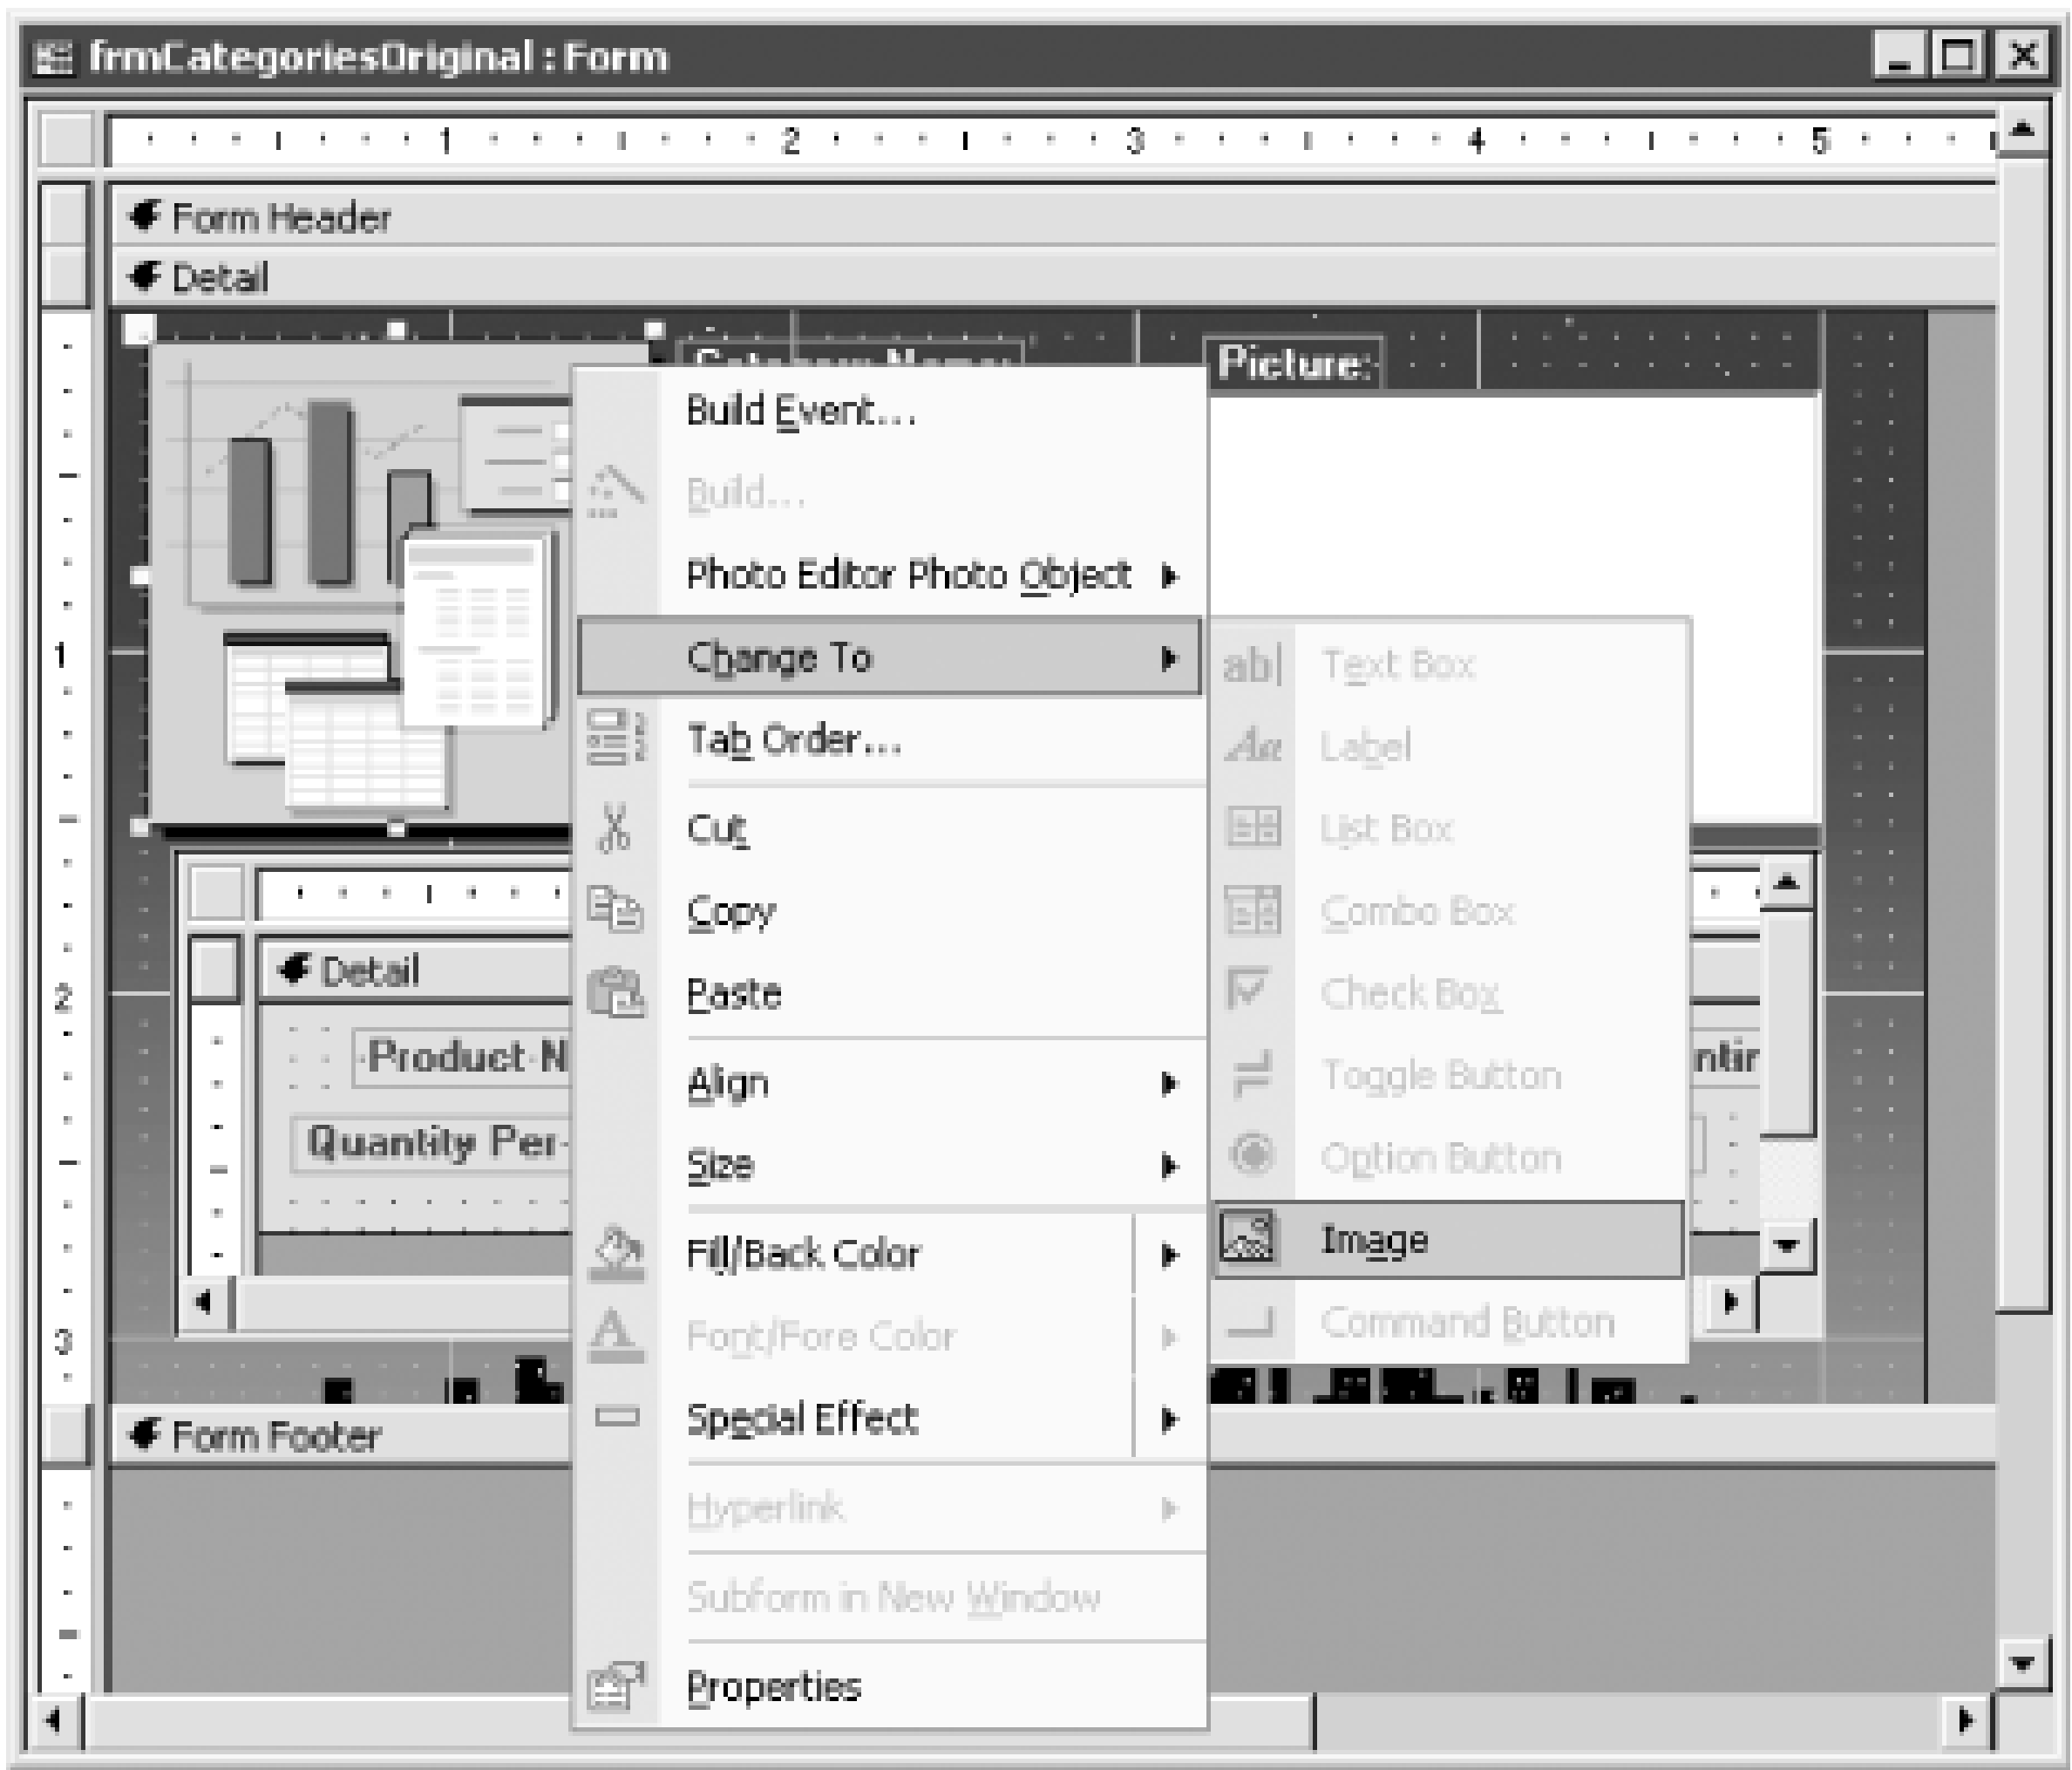 frmCategoriesOriginal : Form
1 2 3 4 5
Form Header
Detail
Picture:
Build Event...
Build...
Photo Editor Photo Object
Change To
Tab Order...
Cut
Copy
Paste
Align
Size
Fill/Back Color
Font/Fore Color
Special Effect
Hyperlink
Subform in New Window
Properties
ab| Text Box
Aa Label
List Box
Combo Box
Check Box
Toggle Button
Option Button
Image
Command Button
1
2
3
Detail
Product
Quantity Per
Form Footer